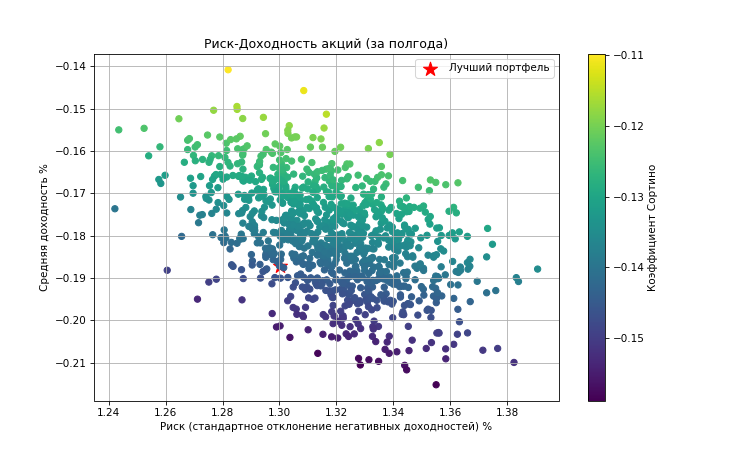 Риск-Доходность акций (за полгода)
Лучший портфель
Средняя доходность %
−0.14
−0.15
−0.16
−0.17
−0.18
−0.19
−0.20
−0.21
1.24 1.26 1.28 1.30 1.32 1.34 1.36 1.38
Риск (стандартное отклонение негативных доходностей) %
−0.11
−0.12
−0.13
−0.14
−0.15
Коэффициент Сортино